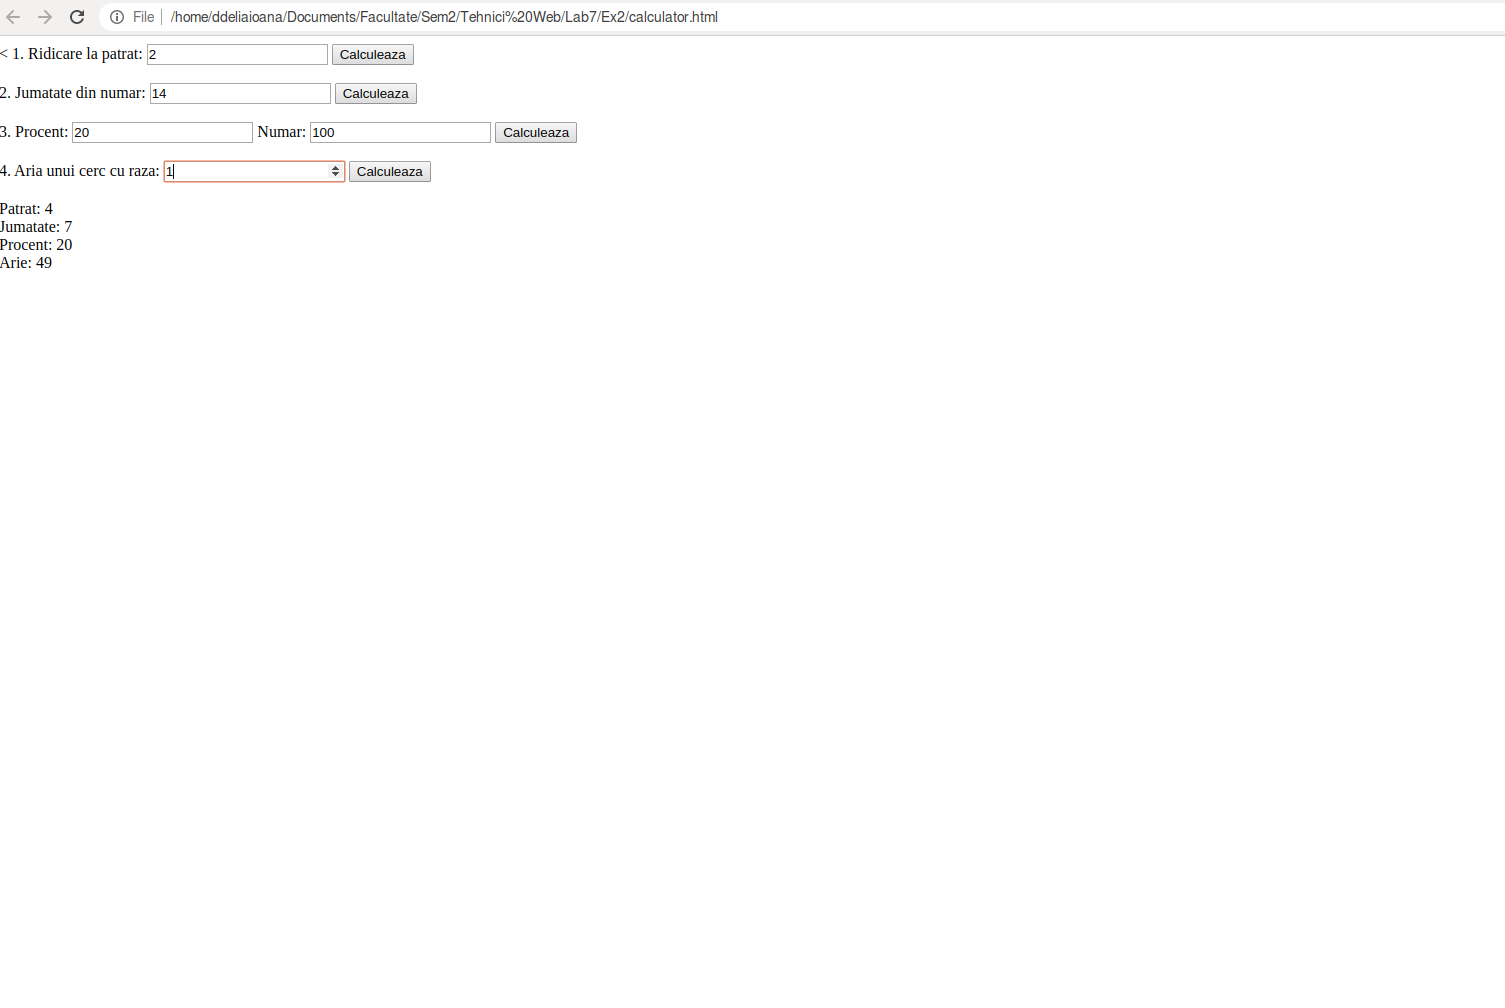 File /home/ddeliaioana/Documents/Facultate/Sem2/Tehnici%20Web/Lab7/Ex2/calculator.html
< 1. Ridicare la patrat: 2 Calculeaza
2. Jumatate din numar: 14 Calculeaza
3. Procent: 20 Numar: 100 Calculeaza
4. Aria unui cerc cu raza: 1 Calculeaza
Patrat: 4
Jumatate: 7
Procent: 20
Arie: 49